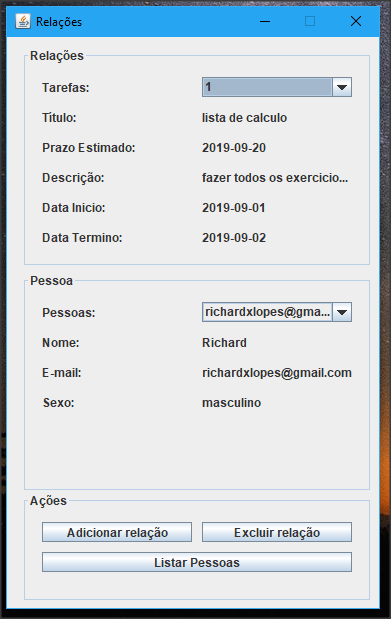 Relações
Relações
Tarefas: 1
Título: lista de calculo
Prazo Estimado: 2019-09-20
Descrição: fazer todos os exercicio...
Data Inicio: 2019-09-01
Data Termino: 2019-09-02
Pessoa
Pessoas: richardxlopes@gma...
Nome: Richard
E-mail: richardxlopes@gmail.com
Sexo: masculino
Ações
Adicionar relação Excluir relação
Listar Pessoas